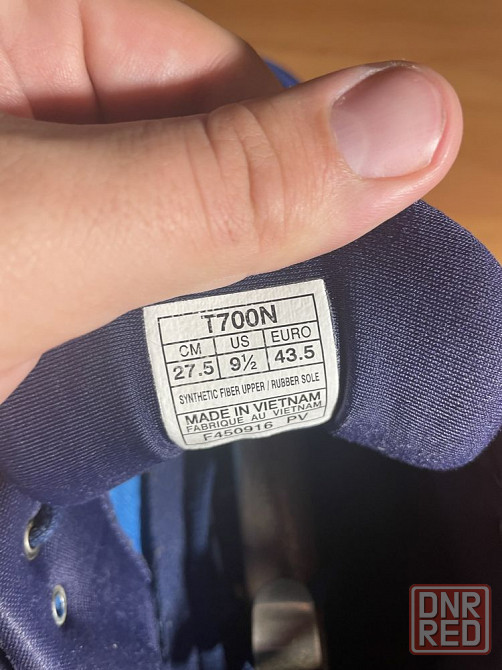 T700N
CM US EURO
27.5 9½ 43.5
SYNTHETIC FIBER UPPER / RUBBER SOLE
MADE IN VIETNAM
FABRIQUE AU VIETNAM
F450916 PV
DNR
RED